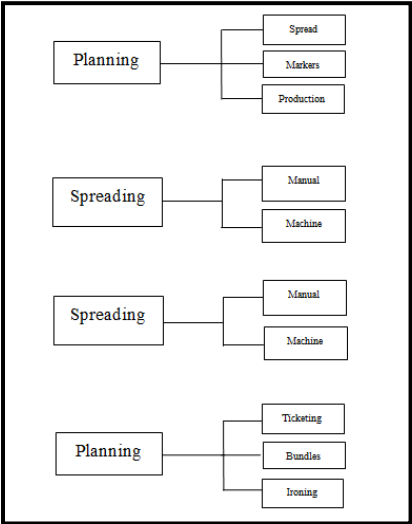 Planning
Spread
Markers
Production
Spreading
Manual
Machine
Spreading
Manual
Machine
Planning
Ticketing
Bundles
Ironing